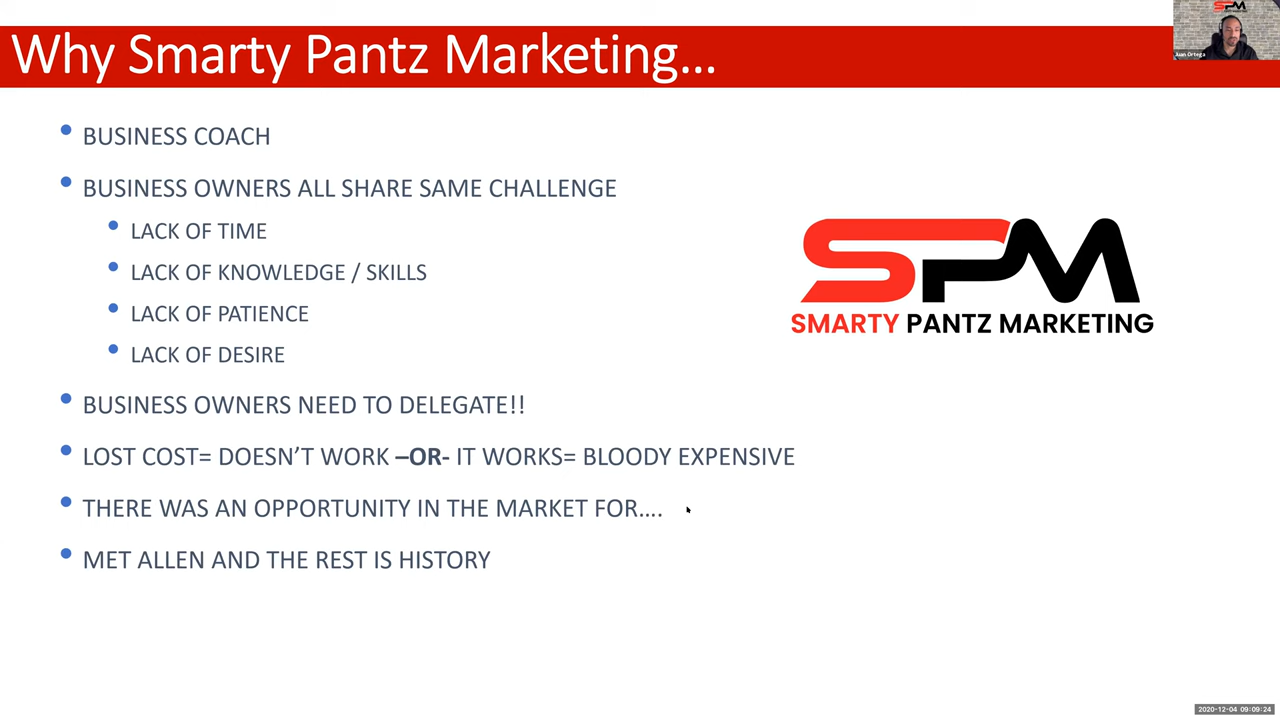 Why Smarty Pantz Marketing...
SPM
Juan Ortega
BUSINESS COACH
BUSINESS OWNERS ALL SHARE SAME CHALLENGE
LACK OF TIME
LACK OF KNOWLEDGE / SKILLS
LACK OF PATIENCE
LACK OF DESIRE
SPM
SMARTY PANTZ MARKETING
BUSINESS OWNERS NEED TO DELEGATE!!
LOST COST= DOESN'T WORK –OR- IT WORKS= BLOODY EXPENSIVE
THERE WAS AN OPPORTUNITY IN THE MARKET FOR....
MET ALLEN AND THE REST IS HISTORY
2020-12-04 09:09:24